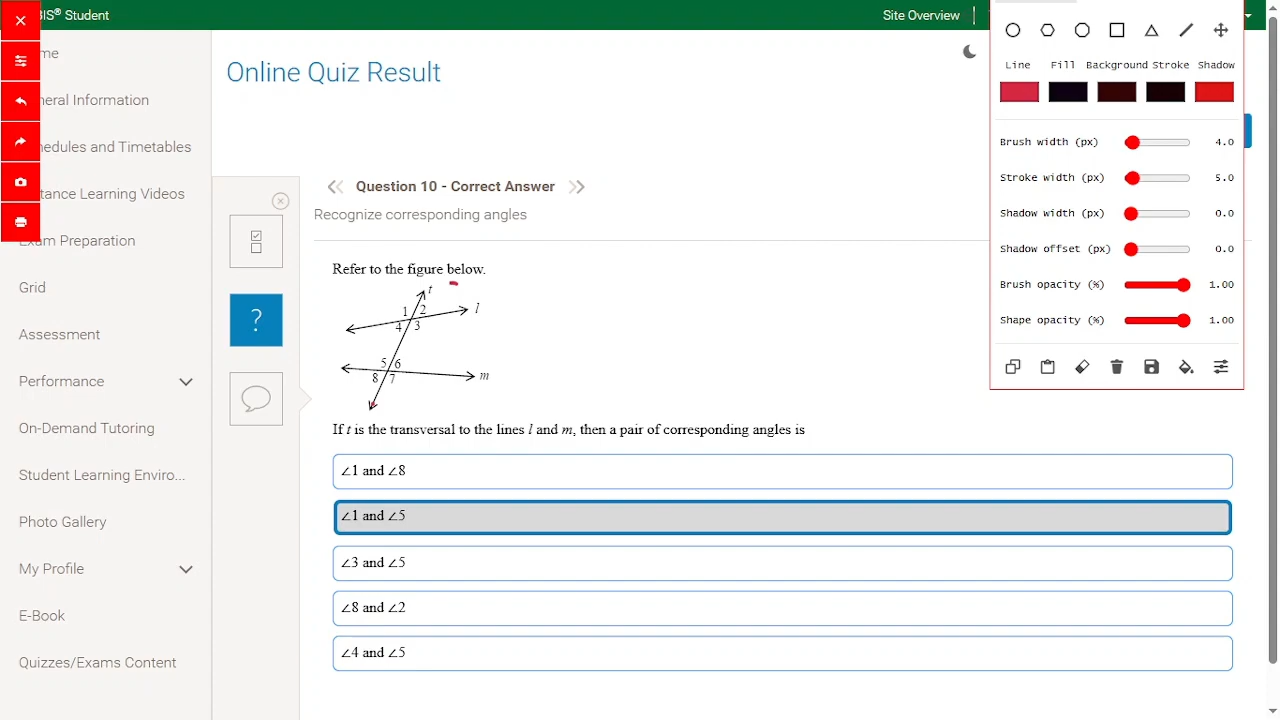 BIS® Student
Site Overview
me
neral Information
hedules and Timetables
tance Learning Videos
Exam Preparation
Grid
Assessment
Performance
On-Demand Tutoring
Student Learning Enviro...
Photo Gallery
My Profile
E-Book
Quizzes/Exams Content
Online Quiz Result
Question 10 - Correct Answer
Recognize corresponding angles
Refer to the figure below.
t
1 2
l
4 3
5 6
8 7
m
If t is the transversal to the lines l and m, then a pair of corresponding angles is
∠1 and ∠8
∠1 and ∠5
∠3 and ∠5
∠8 and ∠2
∠4 and ∠5
?
Line Fill Background Stroke Shadow
Brush width (px) 4.0
Stroke width (px) 5.0
Shadow width (px) 0.0
Shadow offset (px) 0.0
Brush opacity (%) 1.00
Shape opacity (%) 1.00